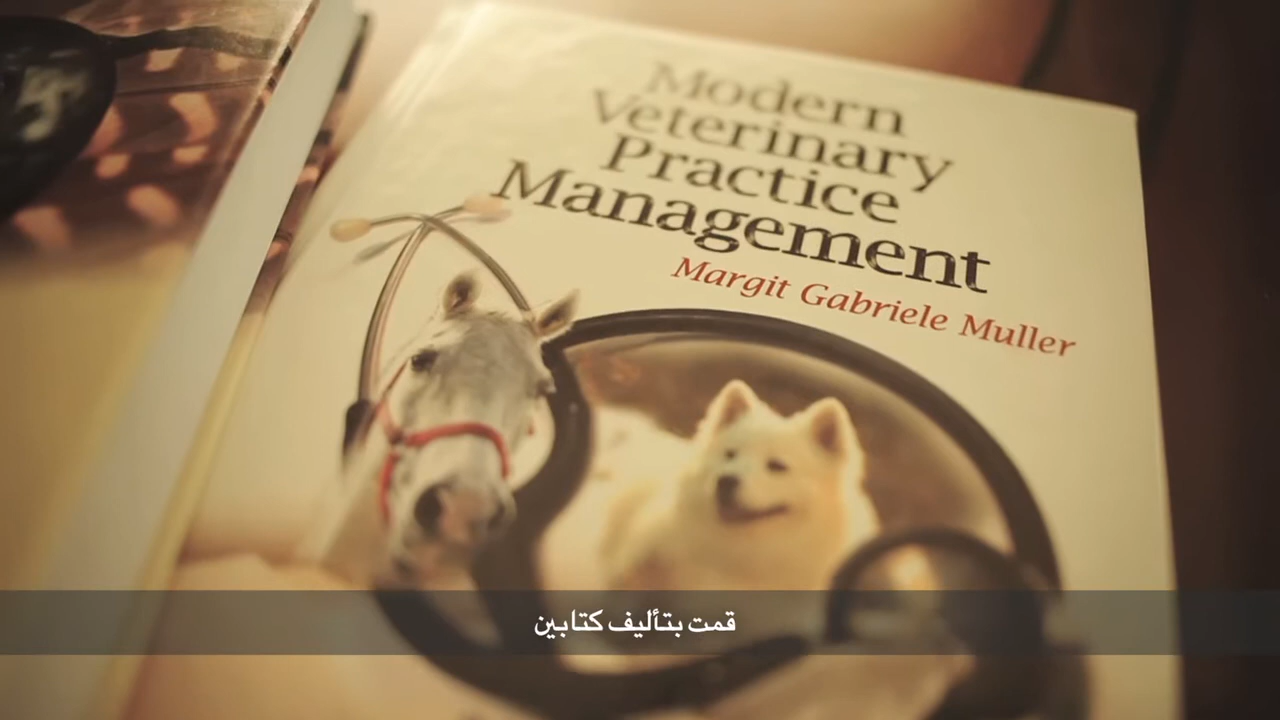 Modern
Veterinary
Practice
Management
Margit Gabriele Muller
قمت بتأليف كتابين